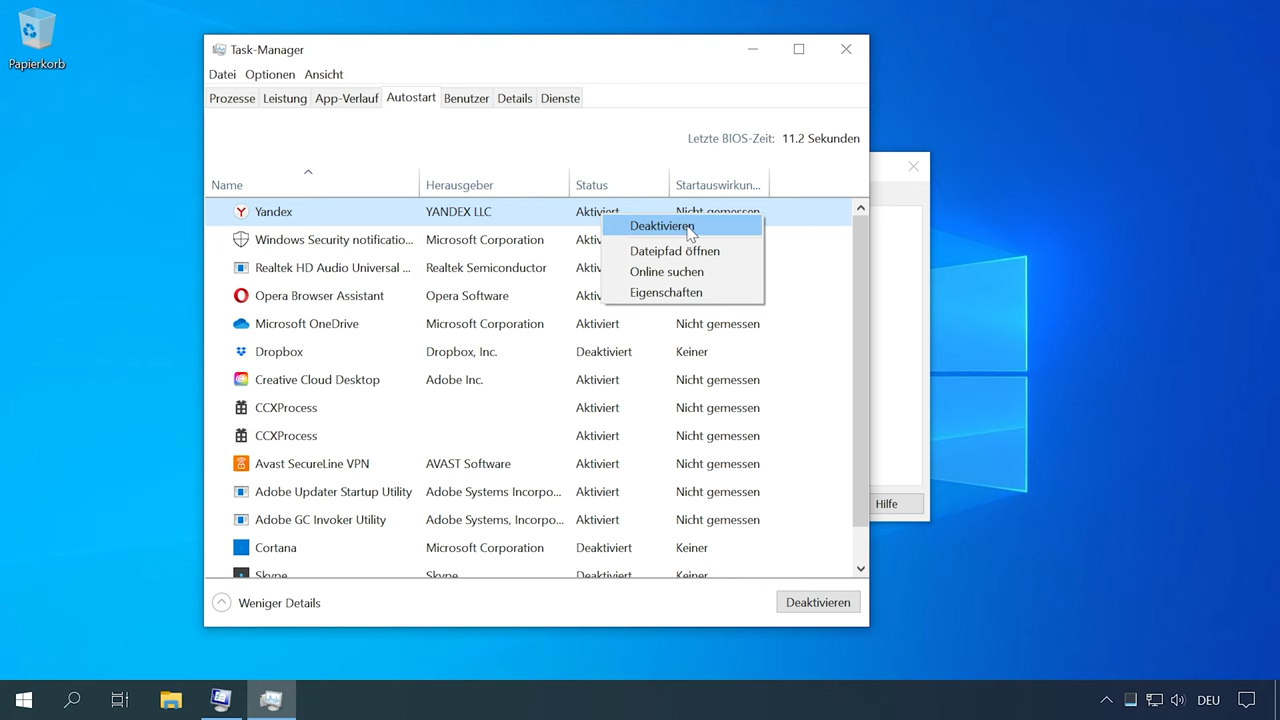 Papierkorb
Task-Manager
Datei Optionen Ansicht
Prozesse Leistung App-Verlauf Autostart Benutzer Details Dienste
Letzte BIOS-Zeit: 11.2 Sekunden
Name Herausgeber Status Startauswirkun...
Yandex YANDEX LLC Aktiviert Nicht gemessen
Deaktivieren
Dateipfad öffnen
Online suchen
Eigenschaften
Windows Security notificatio... Microsoft Corporation
Realtek HD Audio Universal ... Realtek Semiconductor
Opera Browser Assistant Opera Software
Microsoft OneDrive Microsoft Corporation Aktiviert Nicht gemessen
Dropbox Dropbox, Inc. Deaktiviert Keiner
Creative Cloud Desktop Adobe Inc. Aktiviert Nicht gemessen
CCXProcess Aktiviert Nicht gemessen
CCXProcess Aktiviert Nicht gemessen
Avast SecureLine VPN AVAST Software Aktiviert Nicht gemessen
Adobe Updater Startup Utility Adobe Systems Incorpo... Aktiviert Nicht gemessen
Adobe GC Invoker Utility Adobe Systems, Incorpo... Aktiviert Nicht gemessen
Cortana Microsoft Corporation Deaktiviert Keiner
Skype Skype Deaktiviert Keiner
Weniger Details Deaktivieren
Hilfe
DEU